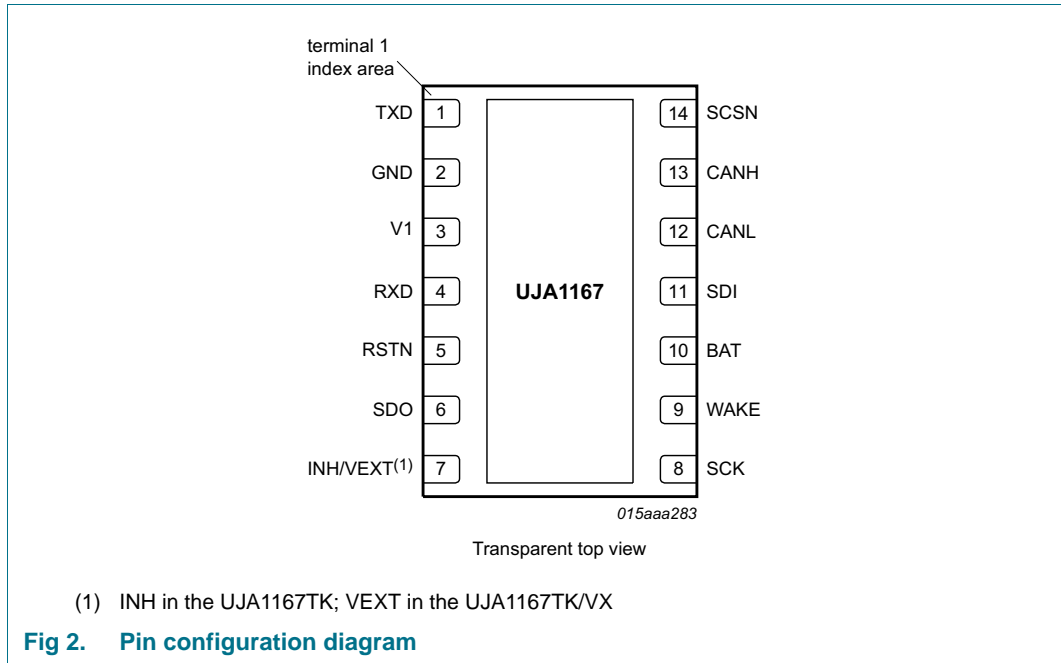 terminal 1
index area
TXD 1 14 SCSN
GND 2 13 CANH
V1 3 12 CANL
RXD 4 UJA1167 11 SDI
RSTN 5 10 BAT
SDO 6 9 WAKE
INH/VEXT(1) 7 8 SCK
015aaa283
Transparent top view
(1) INH in the UJA1167TK; VEXT in the UJA1167TK/VX
Fig 2. Pin configuration diagram